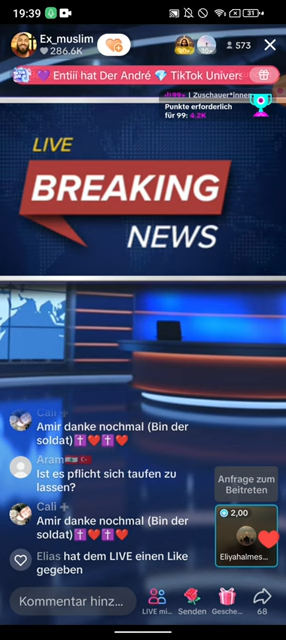 19:39
31
Ex_muslim
286.6K
573
Entiii hat Der André 💎 TikTok Univers
| Zuschauer*innen
Punkte erforderlich
für 99: 4.2K
LIVE
BREAKING
NEWS
Cali
Amir danke nochmal (Bin der
soldat)✝️❤️✝️❤️
Aram
Ist es pflicht sich taufen zu
lassen?
Cali
Amir danke nochmal (Bin der
soldat)✝️❤️✝️❤️
Elias hat dem LIVE einen Like
gegeben
Anfrage zum
Beitreten
2,00
Eliyahalmes...
Kommentar hinz...
LIVE mi...
Senden
Gesche...
68